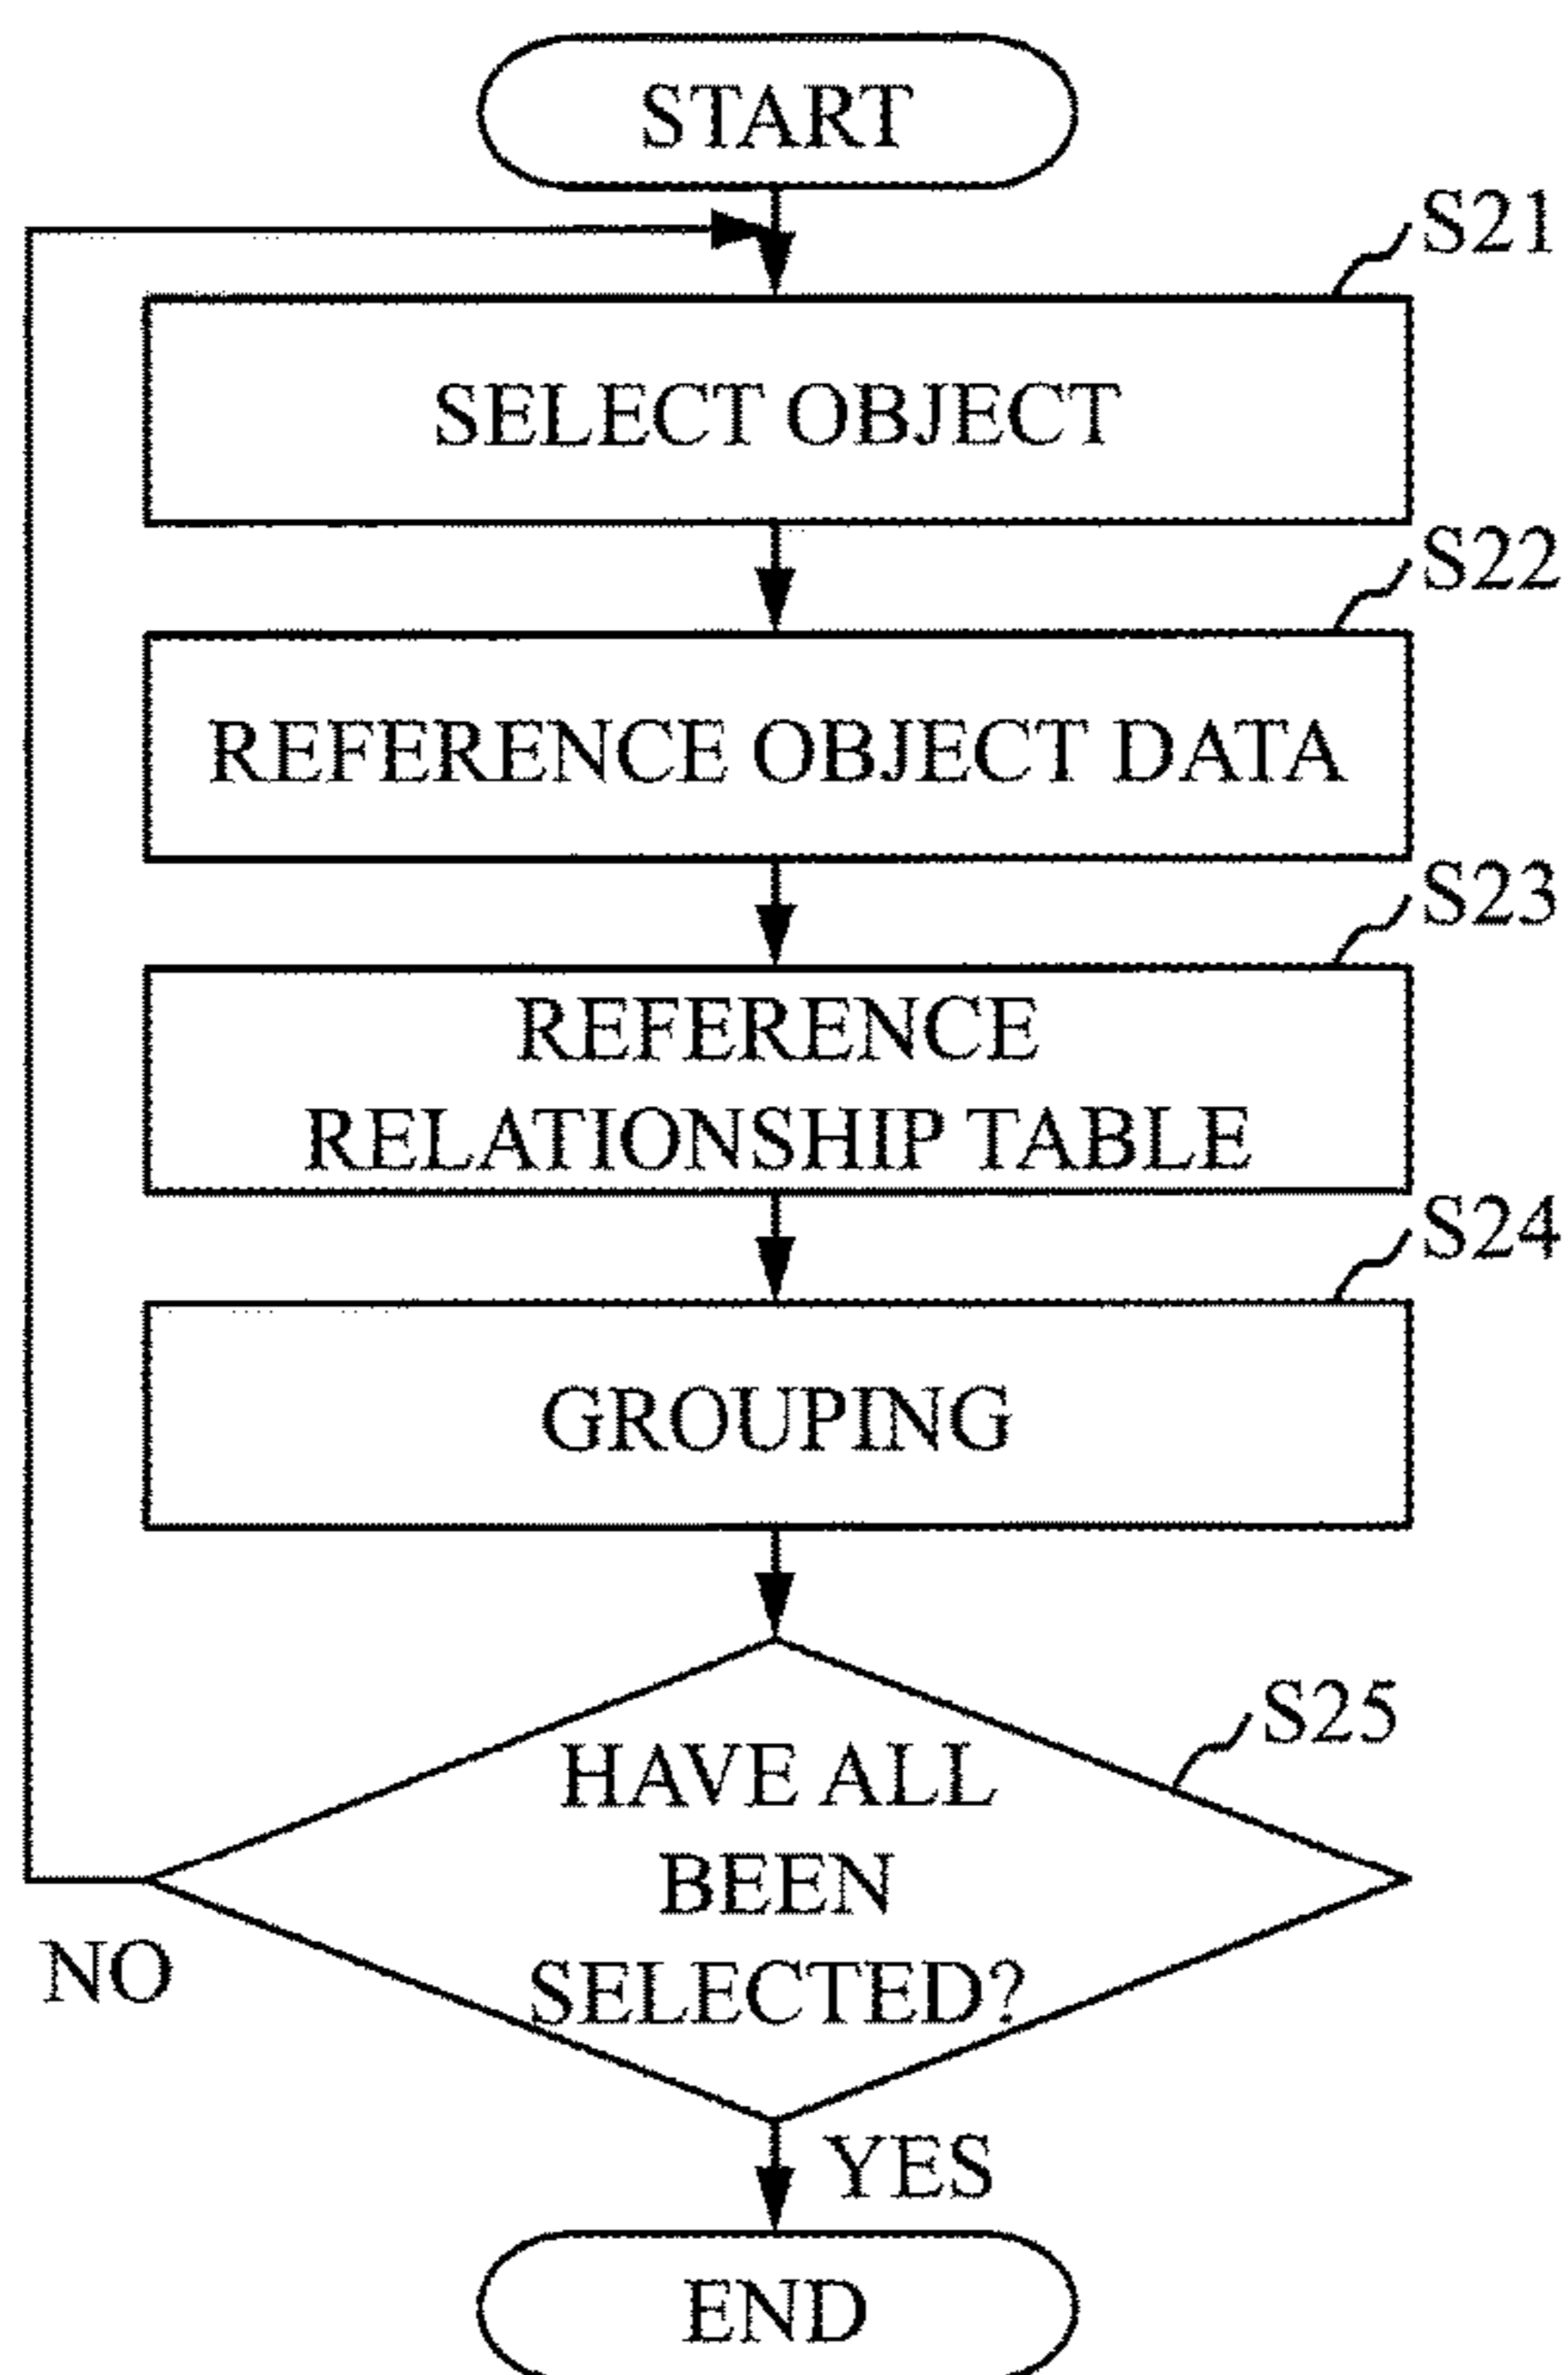 START
S21
SELECT OBJECT
S22
REFERENCE OBJECT DATA
S23
REFERENCE
RELATIONSHIP TABLE
S24
GROUPING
S25
HAVE ALL
BEEN
SELECTED?
NO
YES
END